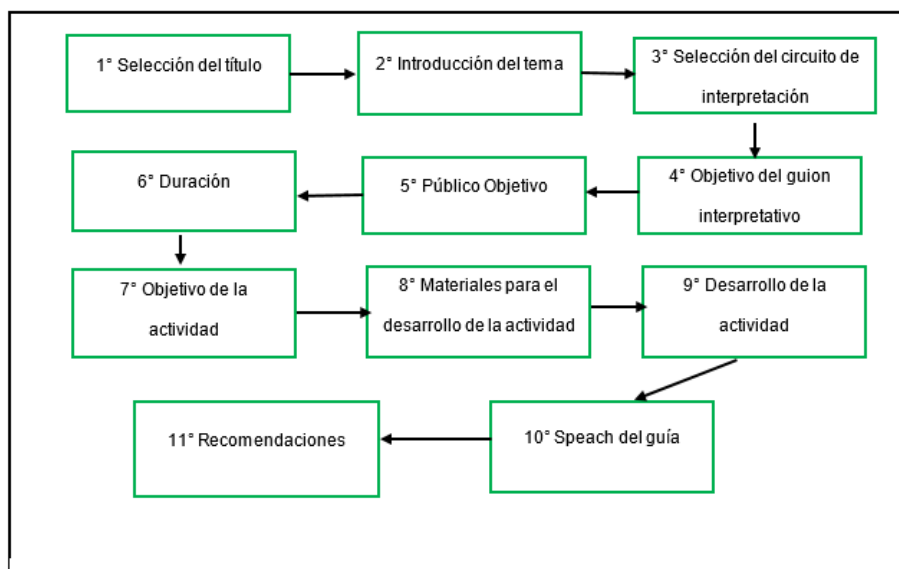 1° Selección del título
2° Introducción del tema
3° Selección del circuito de
interpretación
4° Objetivo del guion
interpretativo
5° Público Objetivo
6° Duración
7° Objetivo de la
actividad
8° Materiales para el
desarrollo de la actividad
9° Desarrollo de la
actividad
10° Speach del guía
11° Recomendaciones